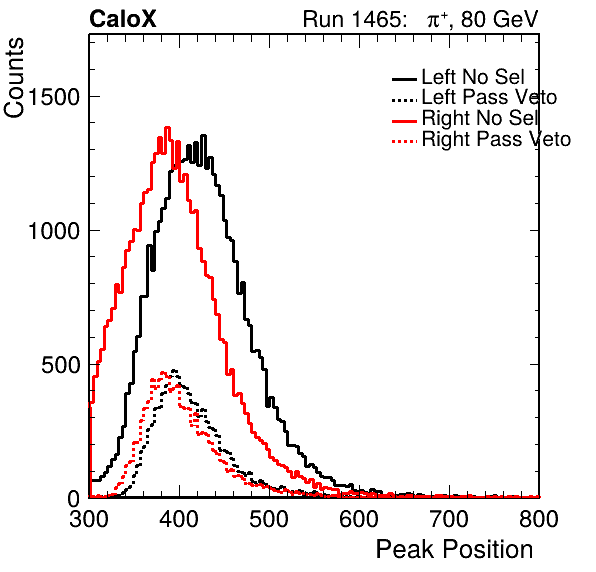 CaloX Run 1465: π⁺, 80 GeV
Counts
Left No Sel
Left Pass Veto
Right No Sel
Right Pass Veto
1500
1000
500
0
300 400 500 600 700 800
Peak Position